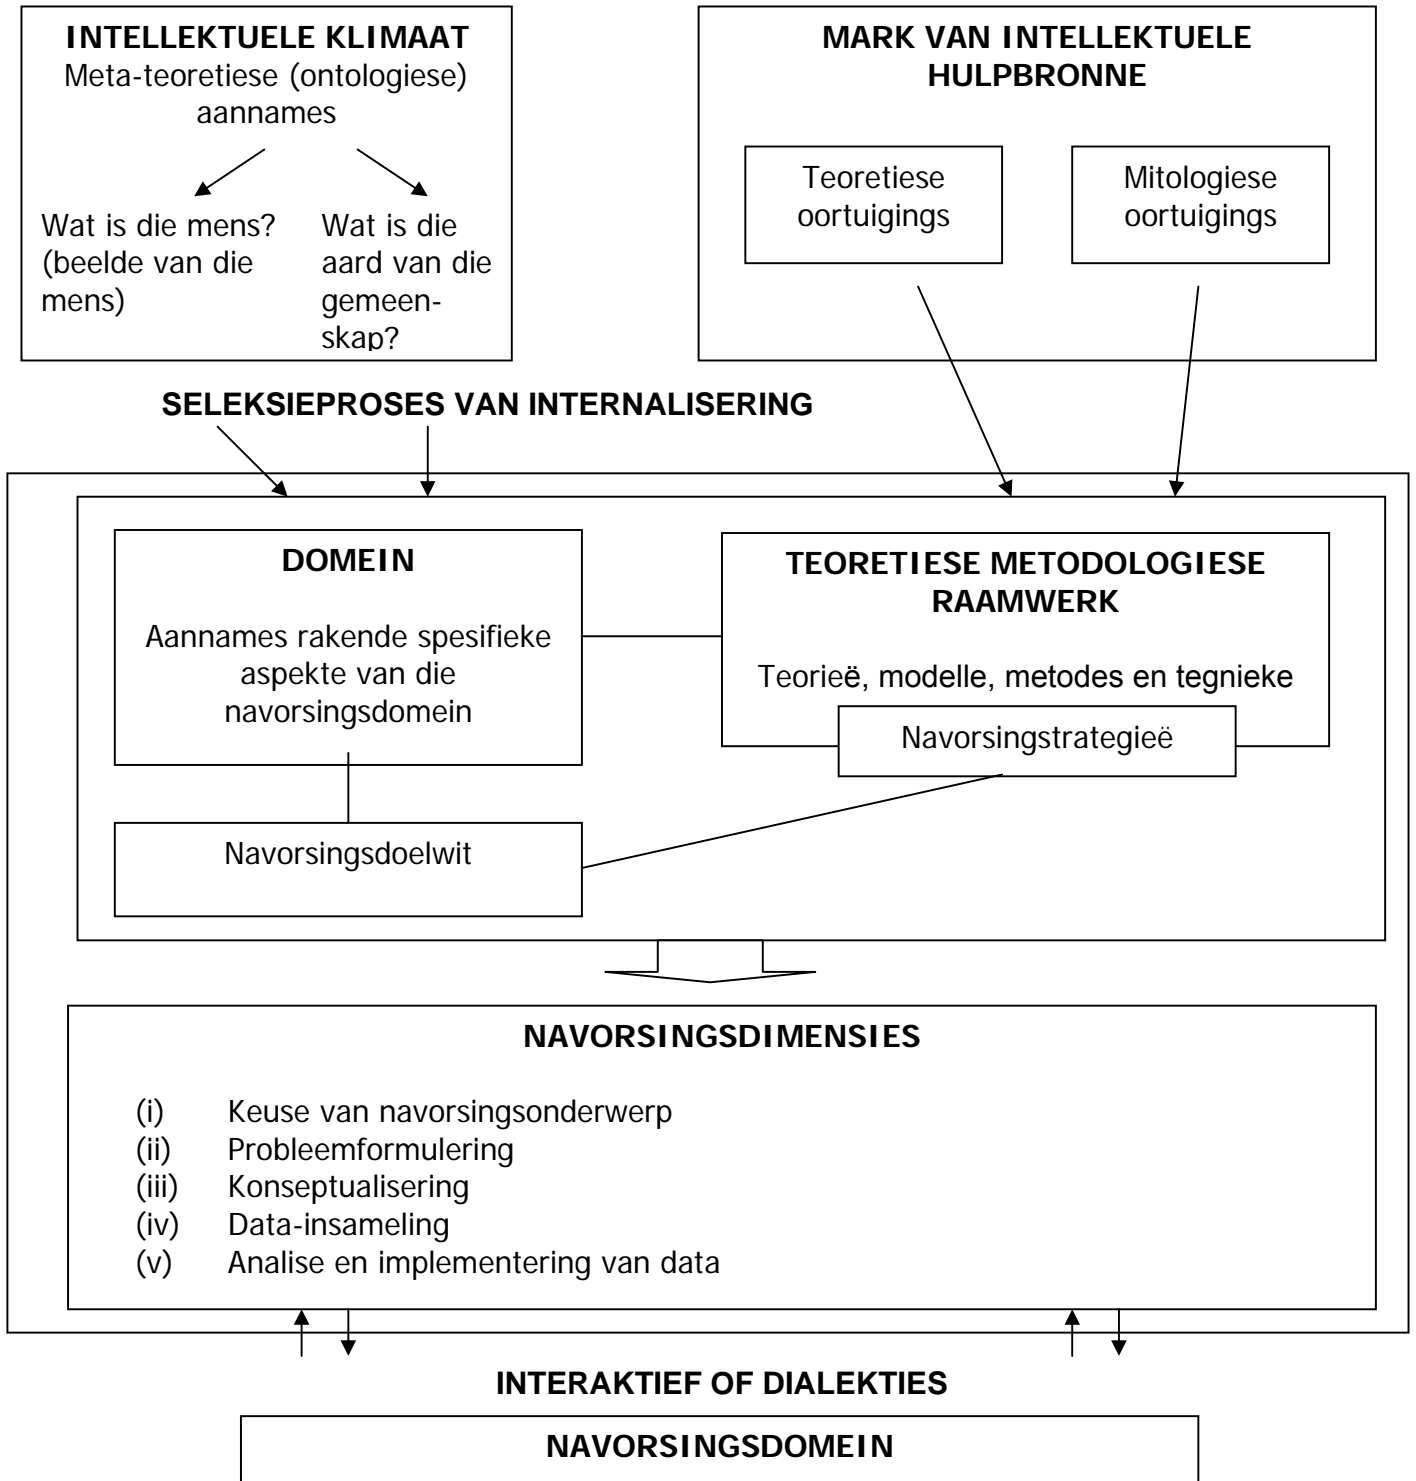 INTELLEKTUELE KLIMAAT
Meta-teoretiese (ontologiese)
aannames
Wat is die mens?
(beelde van die
mens)
Wat is die
aard van die
gemeen-
skap?
MARK VAN INTELLEKTUELE
HULPBRONNE
Teoretiese
oortuigings
Mitologiese
oortuigings
SELEKSIEPROSES VAN INTERNALISERING
DOMEIN
Aannames rakende spesifieke
aspekte van die
navorsingsdomein
TEORETIESE METODOLOGIESE
RAAMWERK
Teorieë, modelle, metodes en tegnieke
Navorsingstrategieë
Navorsingsdoelwit
NAVORSINGSDIMENSIES
(i) Keuse van navorsingsonderwerp
(ii) Probleemformulering
(iii) Konseptualisering
(iv) Data-insameling
(v) Analise en implementering van data
INTERAKTIEF OF DIALEKTIES
NAVORSINGSDOMEIN